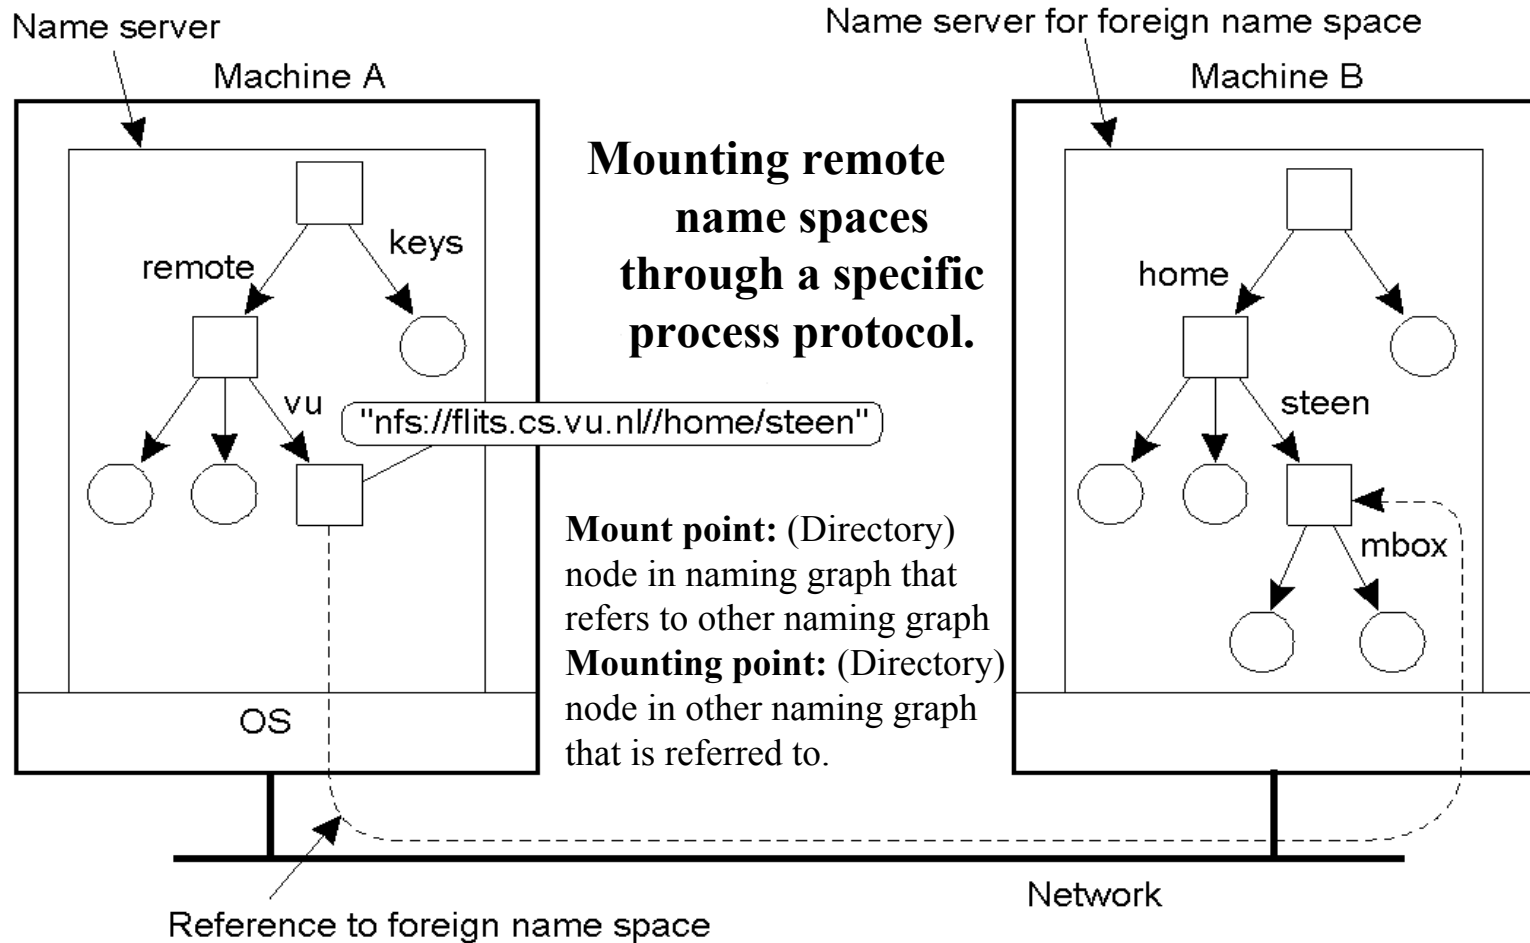 Name server
Name server for foreign name space
Machine A
Machine B
Mounting remote
name spaces
through a specific
process protocol.
keys
remote
home
vu
"nfs://flits.cs.vu.nl//home/steen"
steen
Mount point: (Directory)
node in naming graph that
refers to other naming graph
Mounting point: (Directory)
node in other naming graph
that is referred to.
mbox
OS
Network
Reference to foreign name space